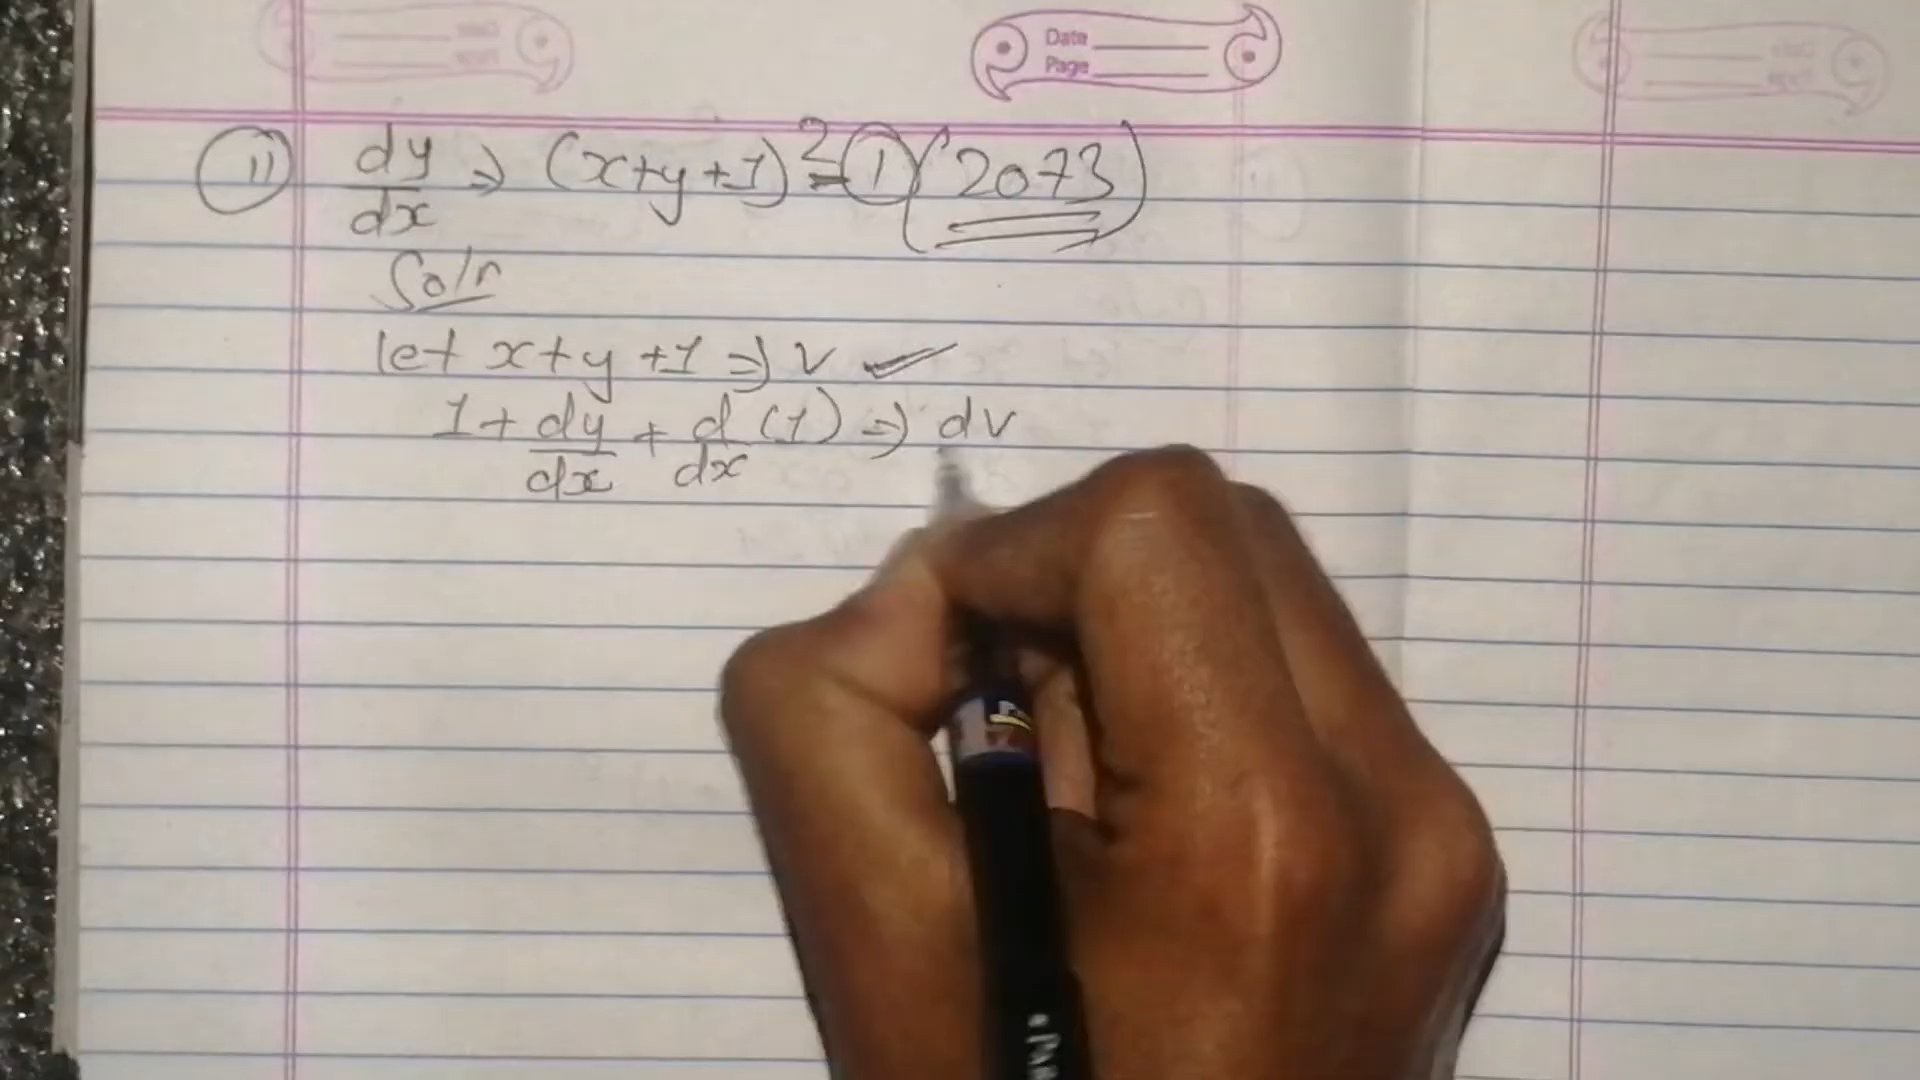 Date
Page
11 dy/dx => (x+y+1)² - ① (2073)
Soln
let x+y+1 => v
1 + dy/dx + d/dx (1) => dv